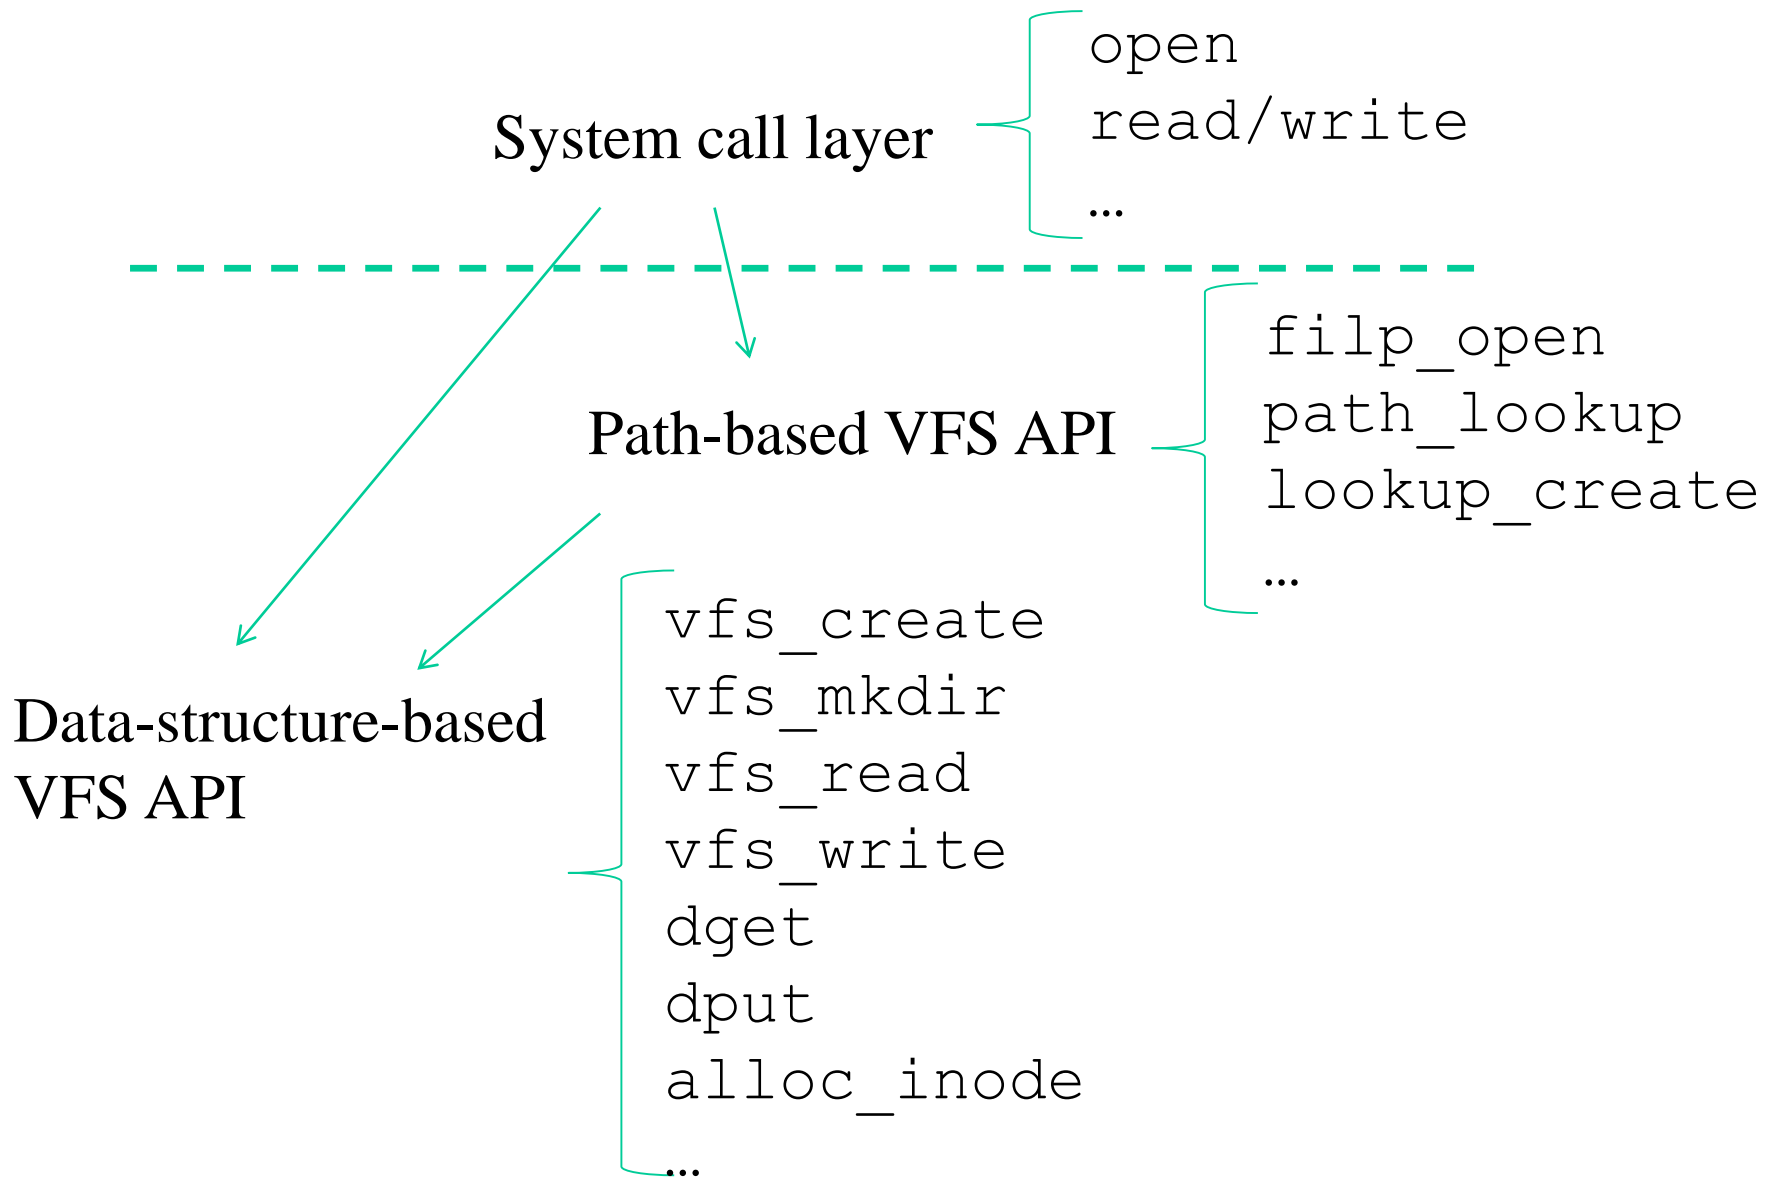 System call layer
open
read/write
…
Path-based VFS API
filp_open
path_lookup
lookup_create
…
Data-structure-based
VFS API
vfs_create
vfs_mkdir
vfs_read
vfs_write
dget
dput
alloc_inode
…